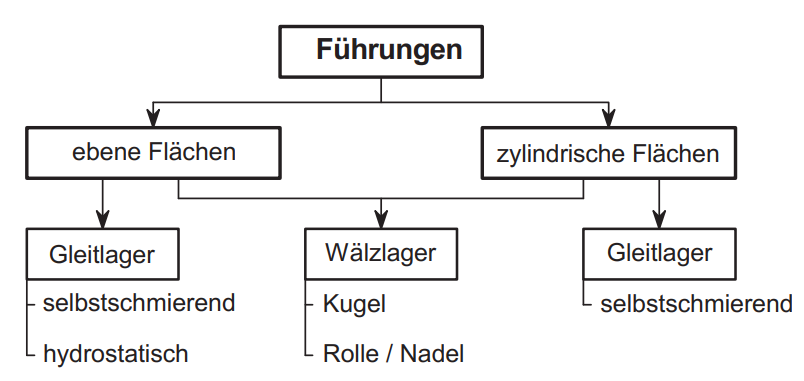 Führungen
ebene Flächen
zylindrische Flächen
Gleitlager
Wälzlager
Gleitlager
selbstschmierend
Kugel
selbstschmierend
hydrostatisch
Rolle / Nadel